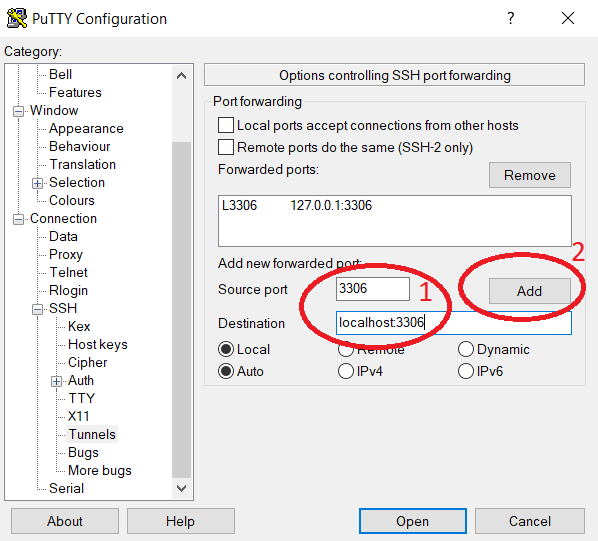 PuTTY Configuration
? ×
Category:
Bell
Features
Window
Appearance
Behaviour
Translation
Selection
Colours
Connection
Data
Proxy
Telnet
Rlogin
SSH
Kex
Host keys
Cipher
Auth
TTY
X11
Tunnels
Bugs
More bugs
Serial
Options controlling SSH port forwarding
Port forwarding
Local ports accept connections from other hosts
Remote ports do the same (SSH-2 only)
Forwarded ports:
Remove
L3306 127.0.0.1:3306
Add new forwarded port:
2
Source port 3306 1 Add
Destination localhost:3306
Local Remote Dynamic
Auto IPv4 IPv6
About Help Open Cancel